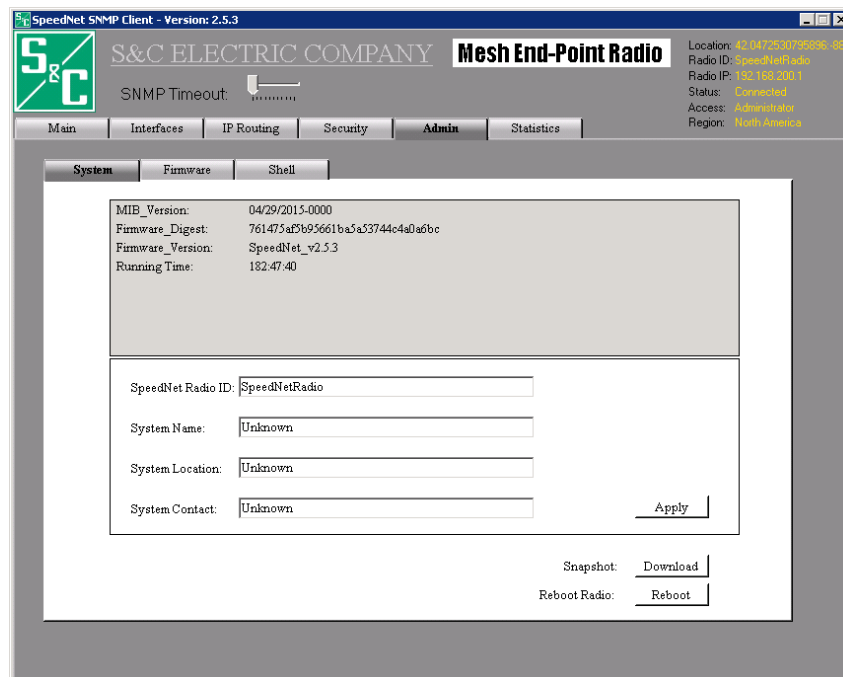 SpeedNet SNMP Client - Version: 2.5.3
S&C
S&C ELECTRIC COMPANY
Mesh End-Point Radio
SNMP Timeout:
Location: 42.0472530795896,-88
Radio ID: SpeedNetRadio
Radio IP: 192.168.200.1
Status: Connected
Access: Administrator
Region: North America
Main Interfaces IP Routing Security Admin Statistics
System Firmware Shell
MIB_Version: 04/29/2015-0000
Firmware_Digest: 761475af5b95661ba5a53744c4a0a6bc
Firmware_Version: SpeedNet_v2.5.3
Running Time: 182:47:40
SpeedNet Radio ID: SpeedNetRadio
System Name: Unknown
System Location: Unknown
System Contact: Unknown
Apply
Snapshot: Download
Reboot Radio: Reboot